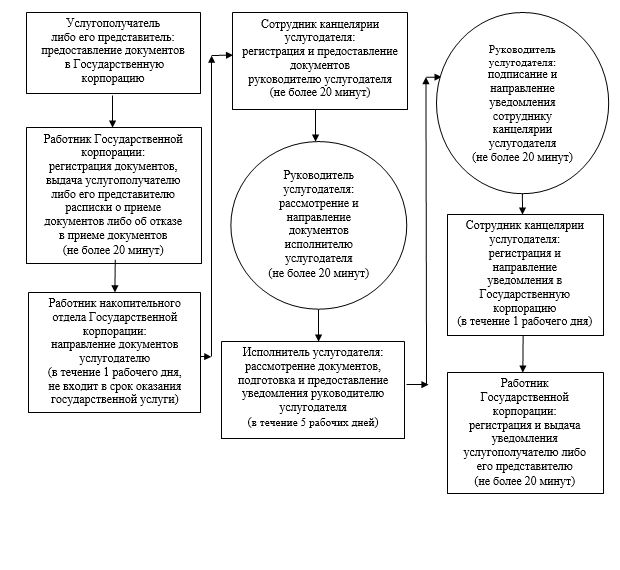 Услугополучатель
либо его представитель:
предоставление документов
в Государственную
корпорацию
Работник Государственной
корпорации:
регистрация документов,
выдача услугополучателю
либо его представителю
расписки о приеме
документов либо об отказе
в приеме документов
(не более 20 минут)
Работник накопительного
отдела Государственной
корпорации:
направление документов
услугодателю
(в течение 1 рабочего дня,
не входит в срок оказания
государственной услуги)
Сотрудник канцелярии
услугодателя:
регистрация и предоставление
документов
руководителю услугодателя
(не более 20 минут)
Руководитель
услугодателя:
рассмотрение и
направление
документов
исполнителю
услугодателя
(не более 20 минут)
Исполнитель услугодателя:
рассмотрение документов,
подготовка и предоставление
уведомления руководителю
услугодателя
(в течение 5 рабочих дней)
Руководитель
услугодателя:
подписание и
направление
уведомления
сотруднику
канцелярии
услугодателя
(не более 20 минут)
Сотрудник канцелярии
услугодателя:
регистрация и
направление
уведомления в
Государственную
корпорацию
(в течение 1 рабочего дня)
Работник
Государственной
корпорации:
регистрация и выдача
уведомления
услугополучателю либо
его представителю
(не более 20 минут)